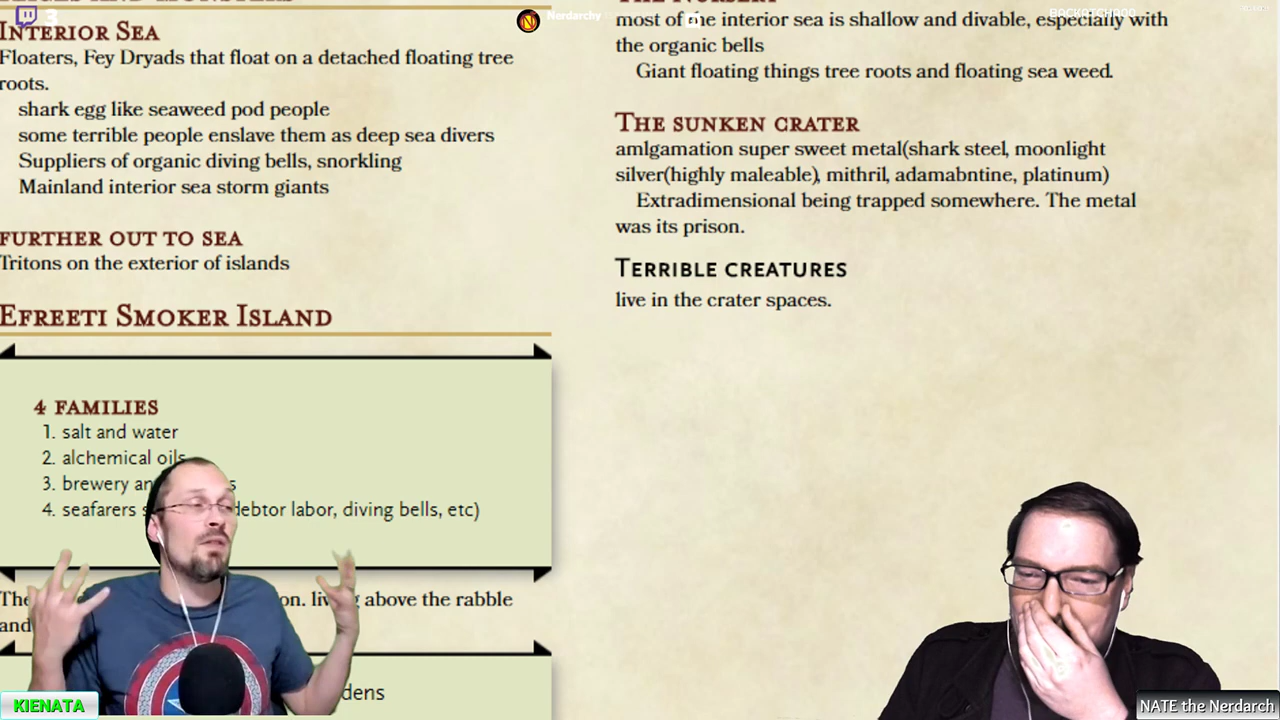 3
Nerdarchy
INTERIOR SEA
Floaters, Fey Dryads that float on a detached floating tree
roots.
shark egg like seaweed pod people
some terrible people enslave them as deep sea divers
Suppliers of organic diving bells, snorkling
Mainland interior sea storm giants
FURTHER OUT TO SEA
Tritons on the exterior of islands
EFREETI SMOKER ISLAND
4 FAMILIES
1. salt and water
2. alchemical oils
3. brewery
4. seafarers debtor labor, diving bells, etc)
above the rabble
and
most of the interior sea is shallow and divable, especially with
the organic bells
Giant floating things tree roots and floating sea weed.
THE SUNKEN CRATER
amlgamation super sweet metal(shark steel, moonlight
silver(highly maleable), mithril, adamabntine, platinum)
Extradimensional being trapped somewhere. The metal
was its prison.
TERRIBLE CREATURES
live in the crater spaces.
KIENATA
NATE the Nerdarch